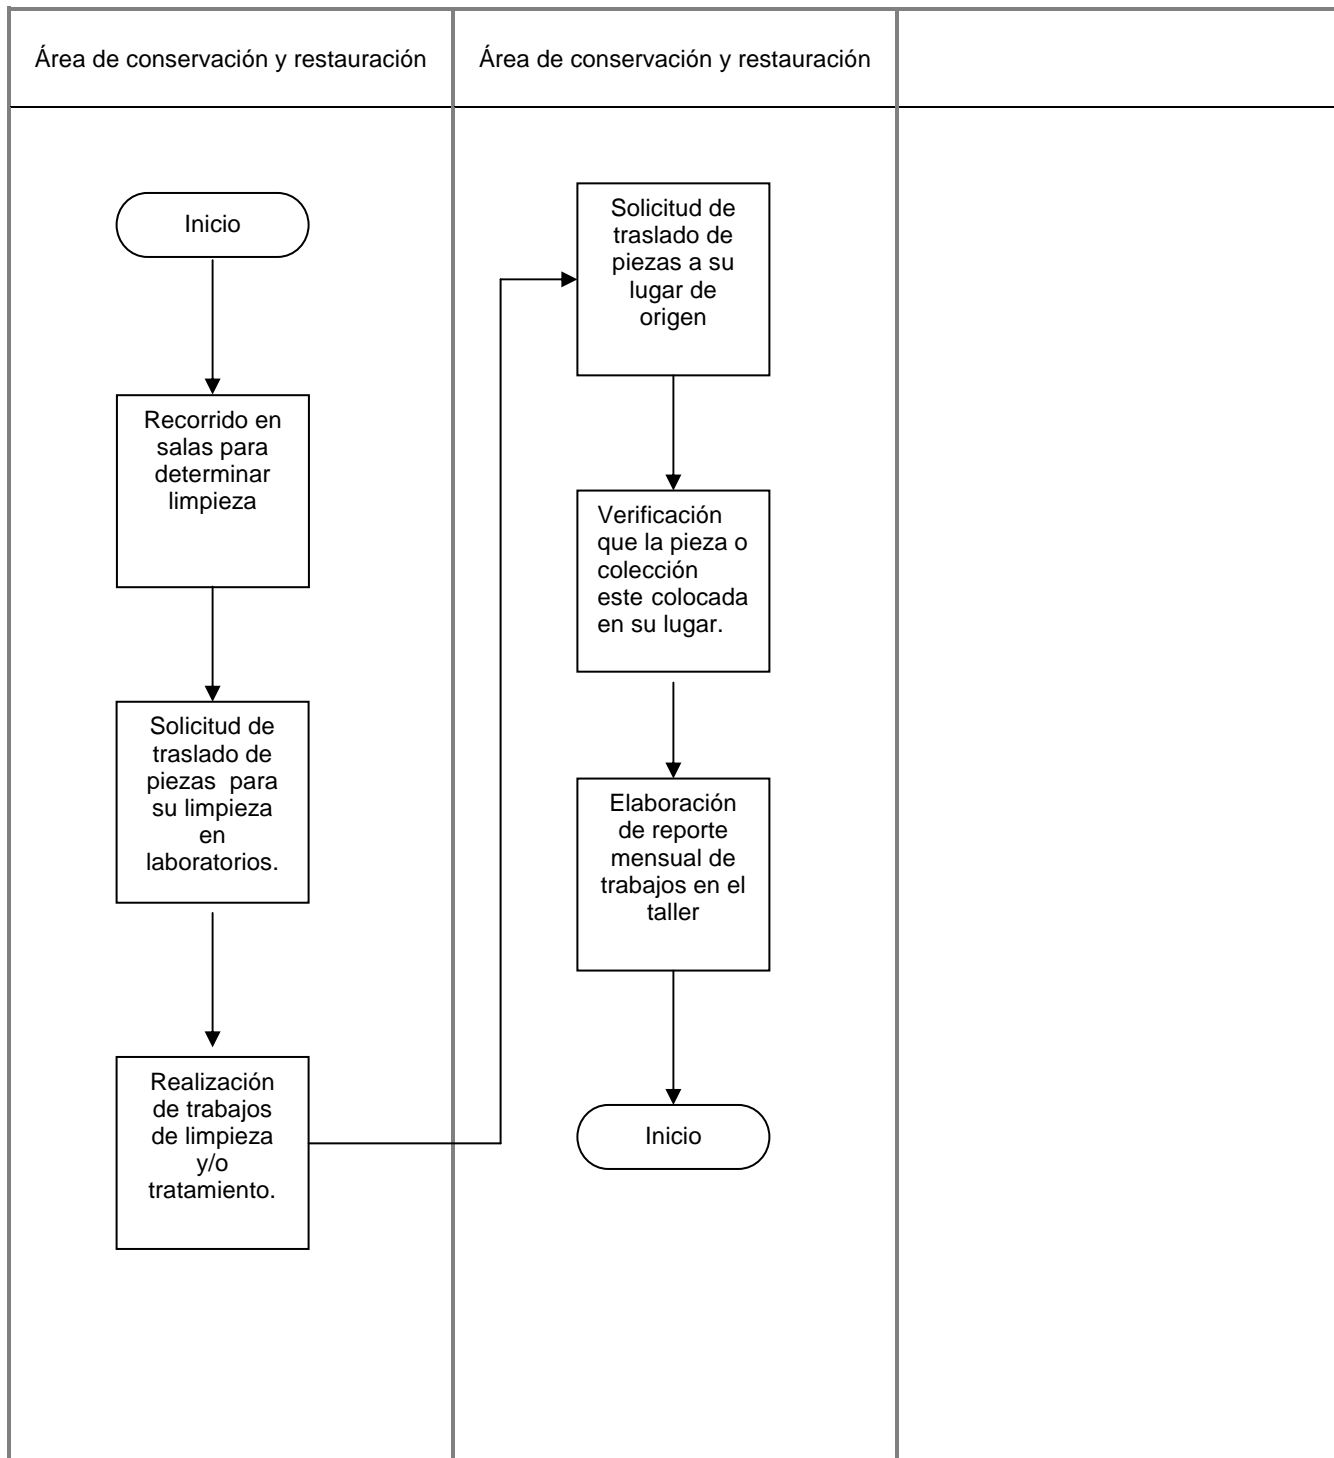 Área de conservación y restauración
Área de conservación y restauración
Inicio
Recorrido en
salas para
determinar
limpieza
Solicitud de
traslado de
piezas para
su limpieza
en
laboratorios.
Realización
de trabajos
de limpieza
y/o
tratamiento.
Solicitud de
traslado de
piezas a su
lugar de
origen
Verificación
que la pieza o
colección
este colocada
en su lugar.
Elaboración
de reporte
mensual de
trabajos en el
taller
Inicio